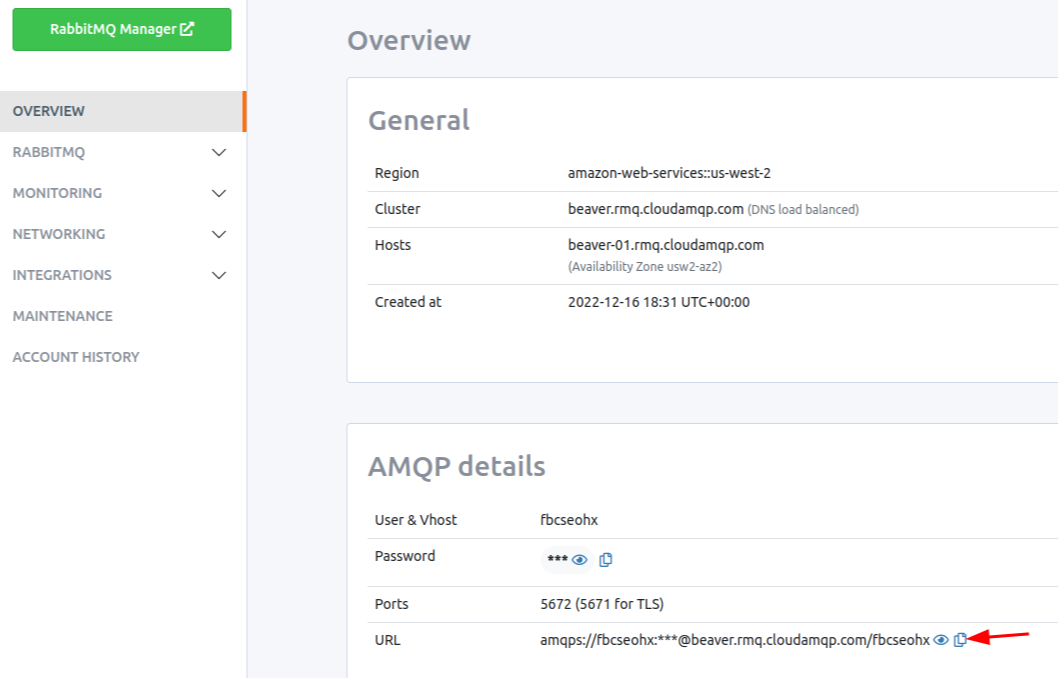 RabbitMQ Manager
OVERVIEW
RABBITMQ
MONITORING
NETWORKING
INTEGRATIONS
MAINTENANCE
ACCOUNT HISTORY
Overview
General
Region amazon-web-services::us-west-2
Cluster beaver.rmq.cloudamqp.com (DNS load balanced)
Hosts beaver-01.rmq.cloudamqp.com
(Availability Zone usw2-az2)
Created at 2022-12-16 18:31 UTC+00:00
AMQP details
User & Vhost fbcseohx
Password ***
Ports 5672 (5671 for TLS)
URL amqps://fbcseohx:***@beaver.rmq.cloudamqp.com/fbcseohx